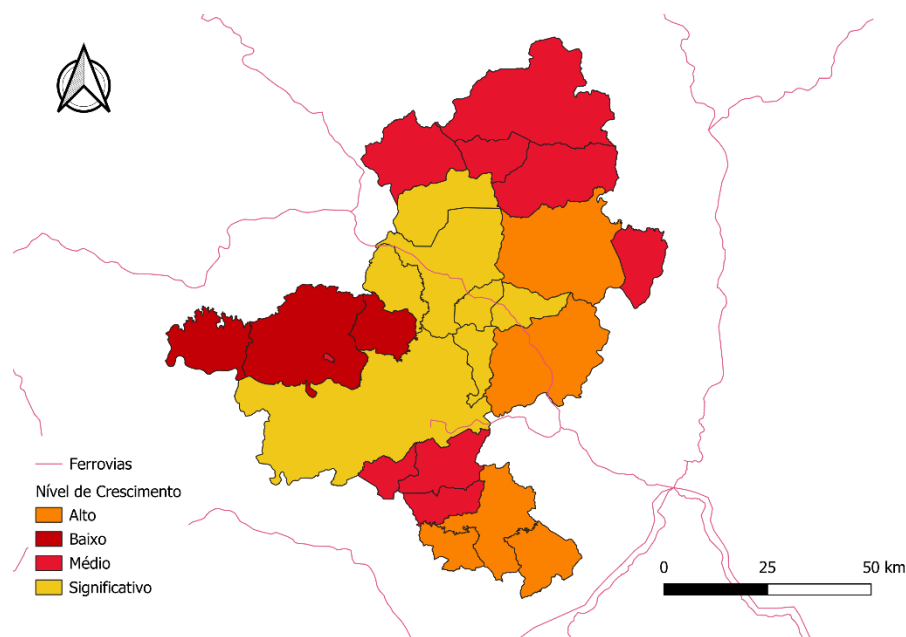 Ferrovias
Nível de Crescimento
Alto
Baixo
Médio
Significativo
0 25 50 km